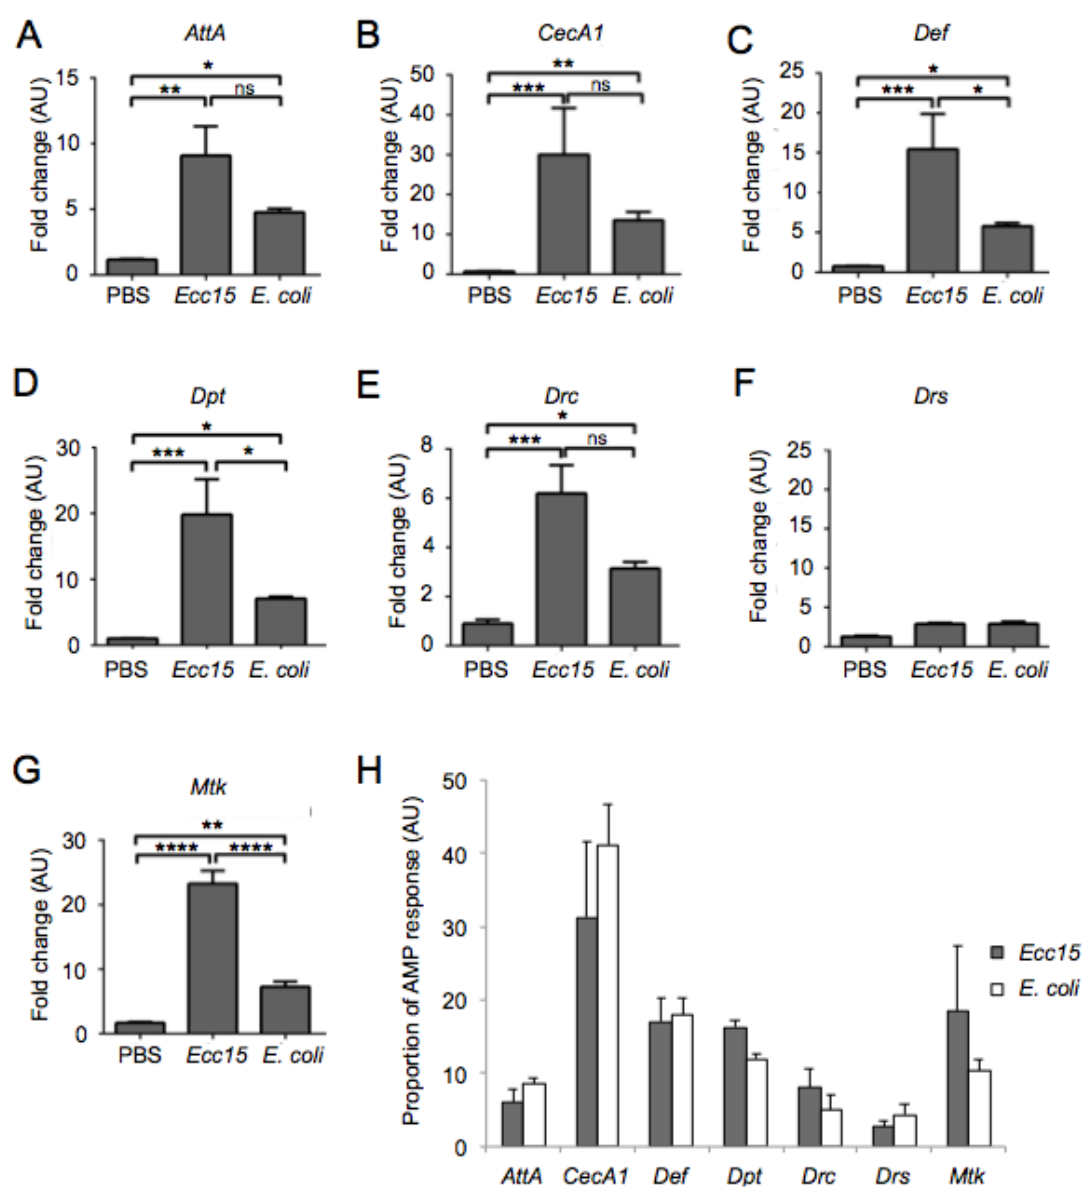 A
AttA
*
** ns
Fold change (AU)
15
10
5
0
PBS Ecc15 E. coli
B
CecA1
**
*** ns
Fold change (AU)
50
40
30
20
10
0
PBS Ecc15 E. coli
C
Def
*
*** *
Fold change (AU)
25
20
15
10
5
0
PBS Ecc15 E. coli
D
Dpt
*
*** *
Fold change (AU)
30
20
10
0
PBS Ecc15 E. coli
E
Drc
*
*** ns
Fold change (AU)
8
6
4
2
0
PBS Ecc15 E. coli
F
Drs
Fold change (AU)
25
20
15
10
5
0
PBS Ecc15 E. coli
G
Mtk
**
**** ****
Fold change (AU)
30
20
10
0
PBS Ecc15 E. coli
H
Proportion of AMP response (AU)
50
40
30
20
10
0
AttA CecA1 Def Dpt Drc Drs Mtk
Ecc15
E. coli